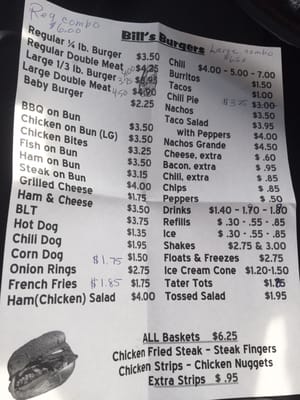 Reg combo
$6.00
Bill's Burgers
Large combo
Regular ¼ lb. Burger $3.50
Regular Double Meat $4.25
Large 1/3 lb. Burger
Large Double Meat
Baby Burger $2.25
BBQ on Bun $3.50
Chicken on Bun (LG) $3.50
Chicken Bites $3.50
Fish on Bun $3.25
Ham on Bun $3.50
Steak on Bun $3.15
Grilled Cheese $4.00
Ham & Cheese $1.75
BLT $3.50
Hot Dog $3.75
Chili Dog $1.35
Corn Dog $1.95
Onion Rings $1.75 $1.50
French Fries $2.75
Ham(Chicken) Salad $1.85 $1.75
$4.00
Chili $4.00 - 5.00 - 7.00
Burritos $1.50
Tacos $1.00
Chili Pie $3.25 $3.00
Nachos $3.50
Taco Salad $3.95
with Peppers $4.00
Nachos Grande $4.50
Cheese, extra $ .60
Bacon, extra $ .95
Chili, extra $ .85
Chips $ .85
Peppers $ .50
Drinks $1.40 - 1.70 - 1.80
Refills $ .30 - .55 - .85
Ice $ .30 - .55 - .85
Shakes $2.75 & 3.00
Floats & Freezes $2.75
Ice Cream Cone $1.20-1.50
Tater Tots
Tossed Salad $1.95
ALL Baskets $6.25
Chicken Fried Steak - Steak Fingers
Chicken Strips - Chicken Nuggets
Extra Strips $ .95